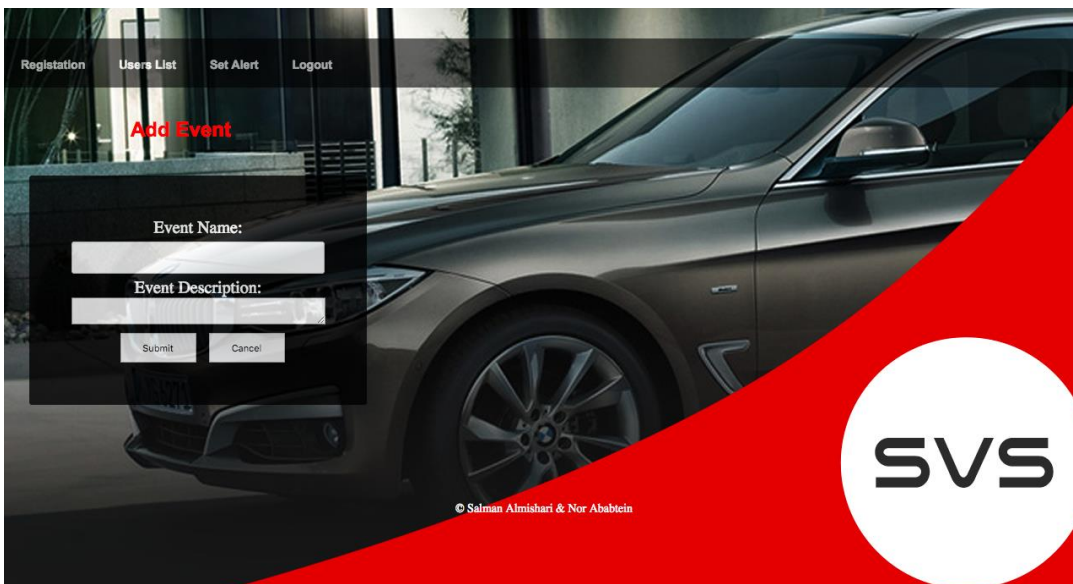 Registation Users List Set Alert Logout
Add Event
Event Name:
Event Description:
Submit Cancel
SVS
© Salman Almishari & Nor Ababtein